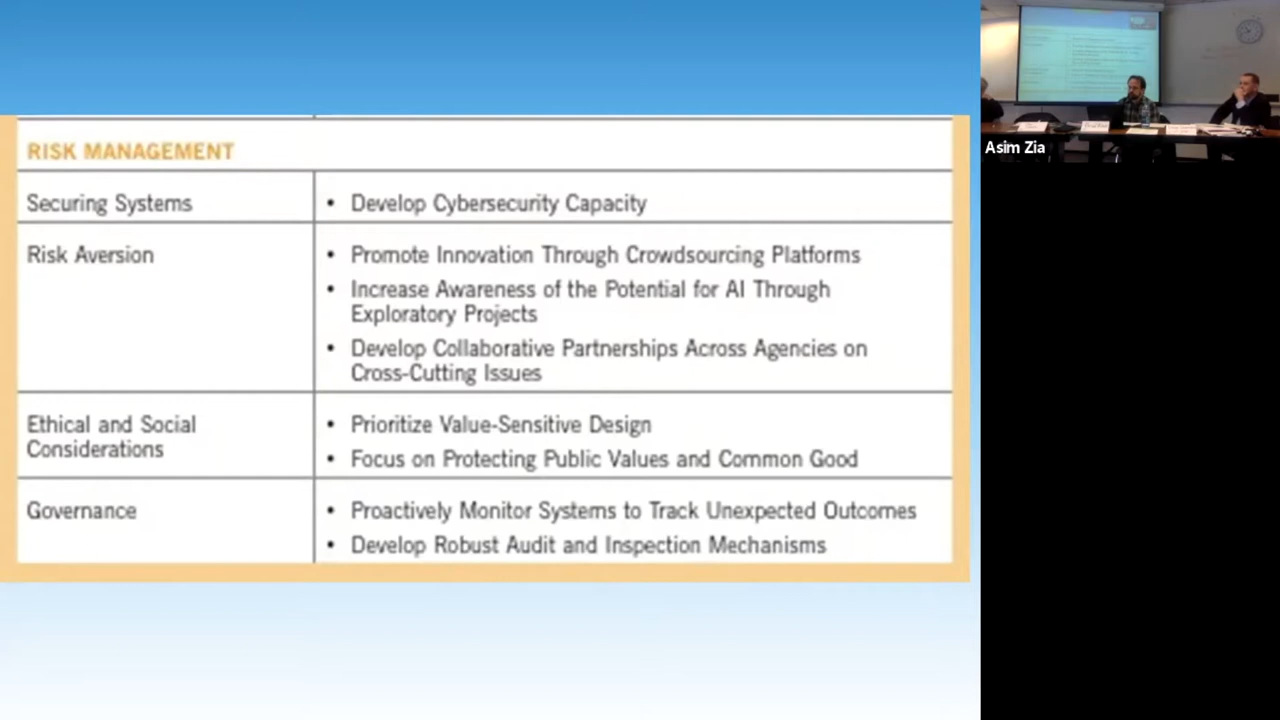 RISK MANAGEMENT
Securing Systems
• Develop Cybersecurity Capacity
Risk Aversion
• Promote Innovation Through Crowdsourcing Platforms
• Increase Awareness of the Potential for AI Through
Exploratory Projects
• Develop Collaborative Partnerships Across Agencies on
Cross-Cutting Issues
Ethical and Social
Considerations
• Prioritize Value-Sensitive Design
• Focus on Protecting Public Values and Common Good
Governance
• Proactively Monitor Systems to Track Unexpected Outcomes
• Develop Robust Audit and Inspection Mechanisms
Asim Zia